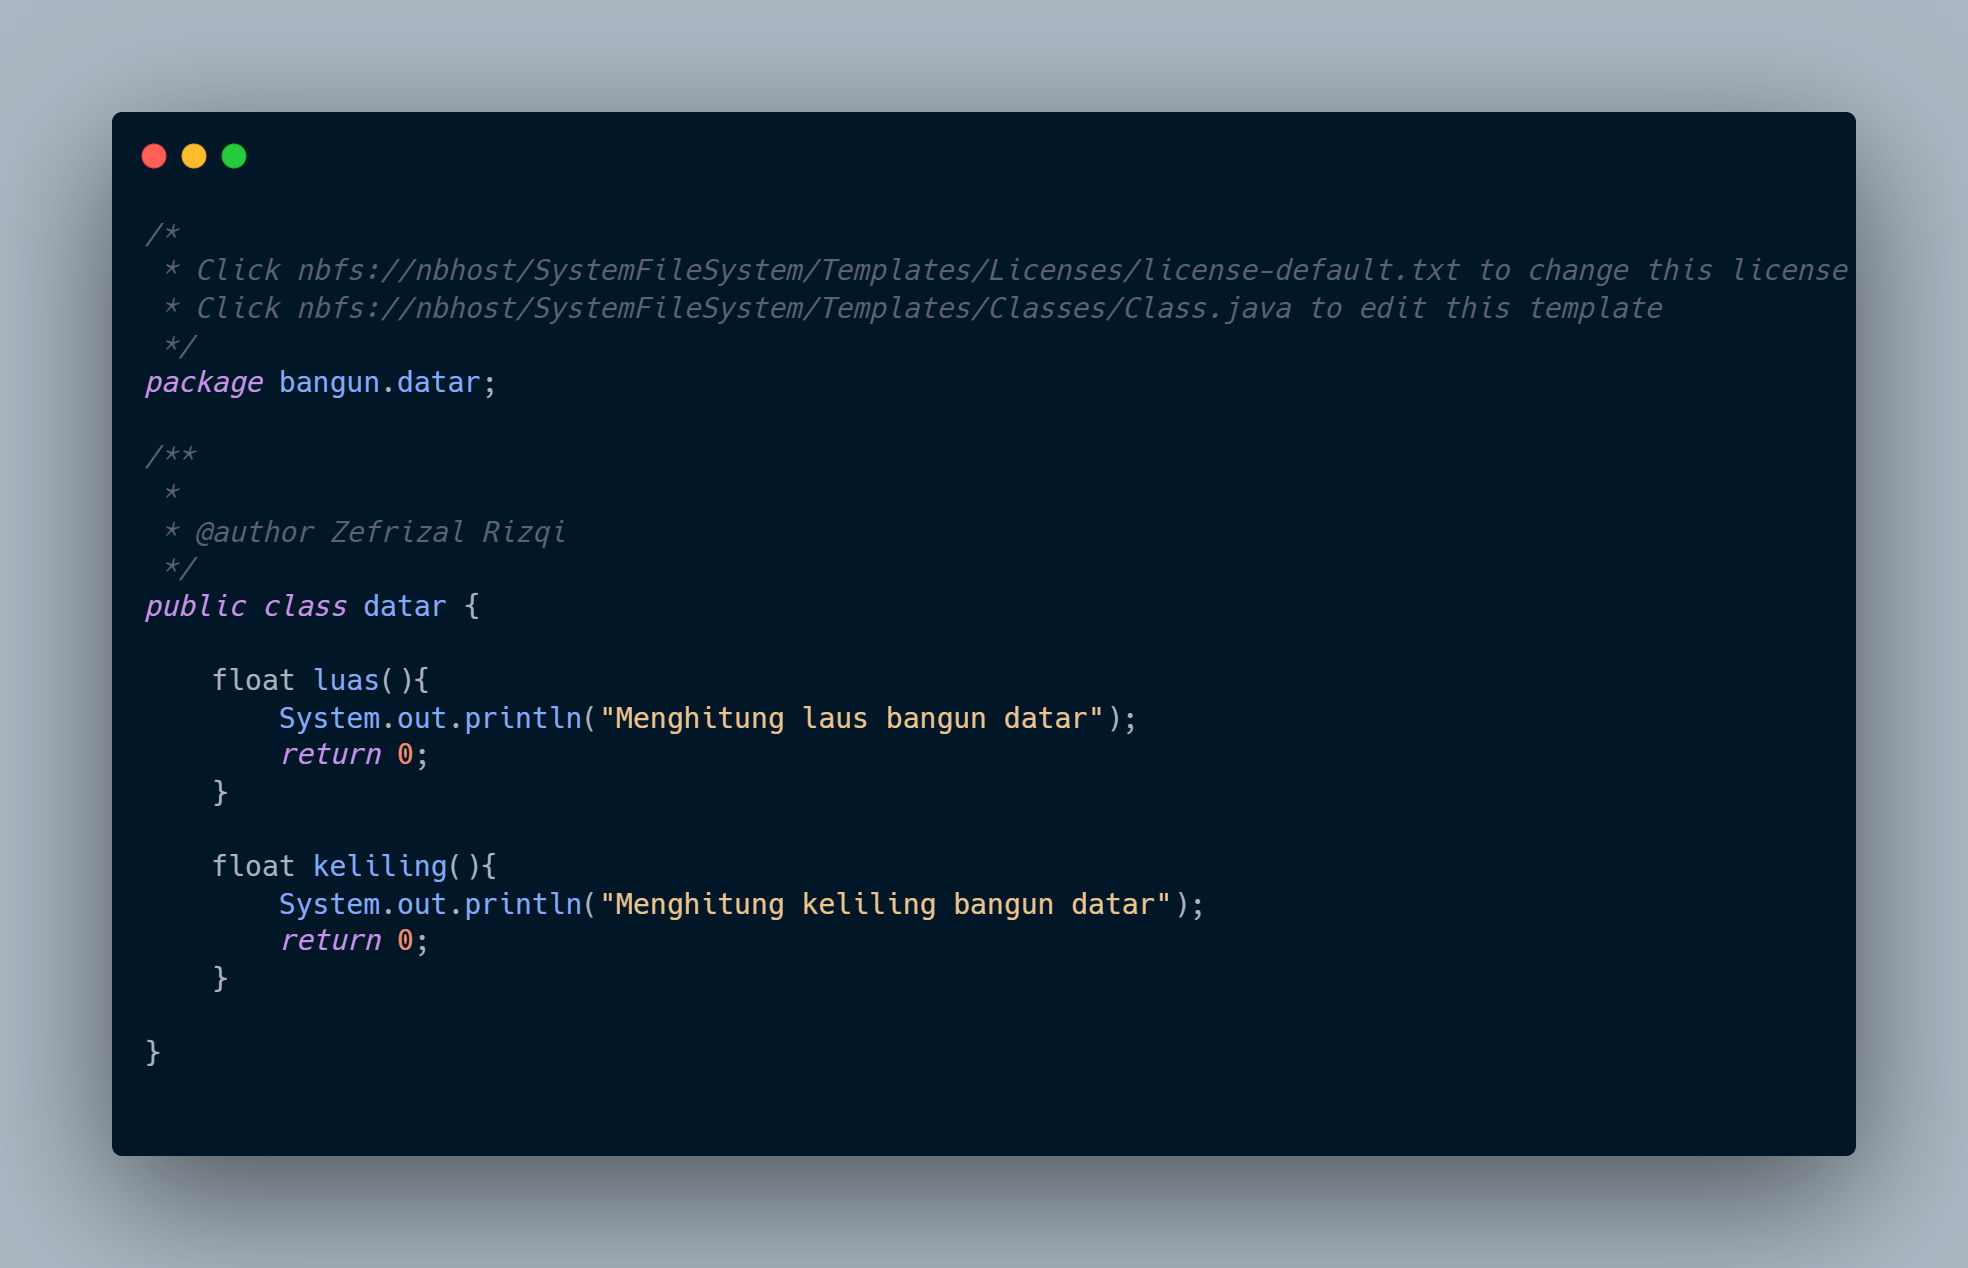 /*
 * Click nbfs://nbhost/SystemFileSystem/Templates/Licenses/license-default.txt to change this license
 * Click nbfs://nbhost/SystemFileSystem/Templates/Classes/Class.java to edit this template
 */
package bangun.datar;

/**
 *
 * @author Zefrizal Rizqi
 */
public class datar {

    float luas(){
        System.out.println("Menghitung laus bangun datar");
        return 0;
    }

    float keliling(){
        System.out.println("Menghitung keliling bangun datar");
        return 0;
    }

}